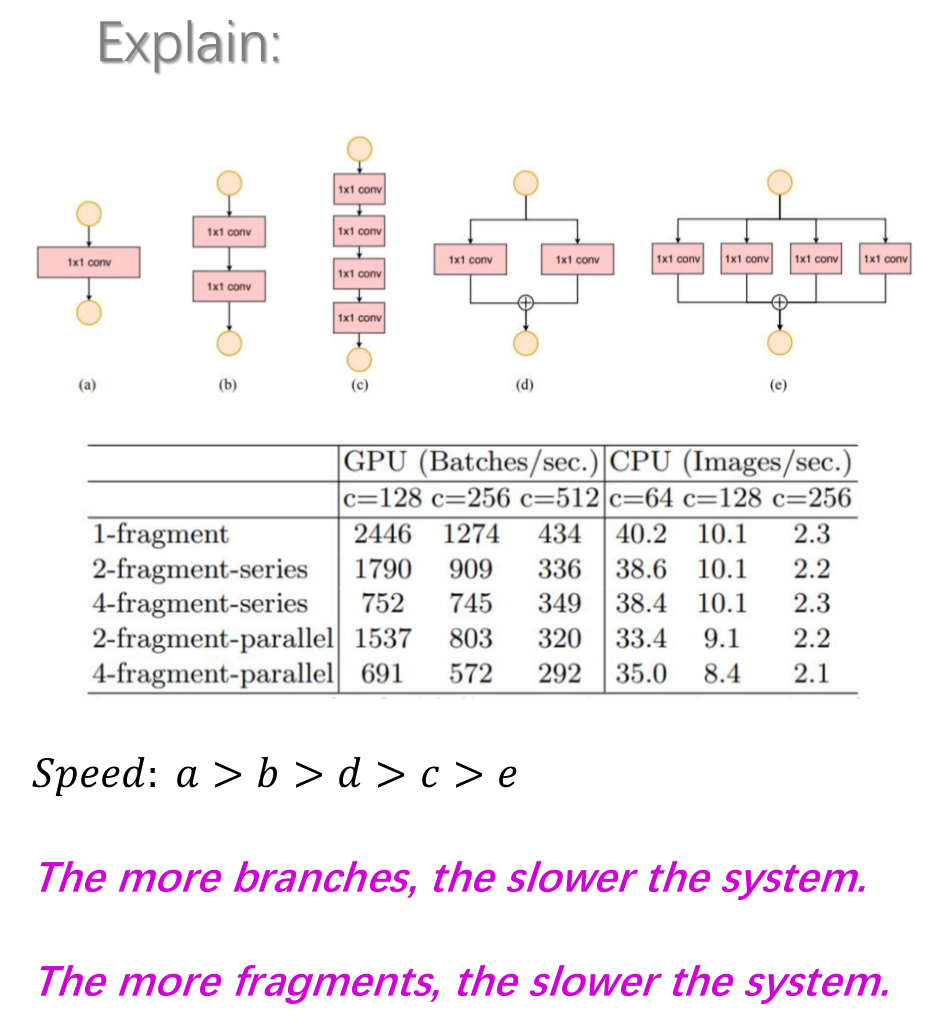 Explain:
1x1 conv
1x1 conv
1x1 conv
1x1 conv
1x1 conv
1x1 conv
1x1 conv
1x1 conv 1x1 conv
1x1 conv 1x1 conv 1x1 conv 1x1 conv
(a) (b) (c) (d) (e)
GPU (Batches/sec.) CPU (Images/sec.)
c=128 c=256 c=512 c=64 c=128 c=256
1-fragment 2446 1274 434 40.2 10.1 2.3
2-fragment-series 1790 909 336 38.6 10.1 2.2
4-fragment-series 752 745 349 38.4 10.1 2.3
2-fragment-parallel 1537 803 320 33.4 9.1 2.2
4-fragment-parallel 691 572 292 35.0 8.4 2.1
Speed: a > b > d > c > e
The more branches, the slower the system.
The more fragments, the slower the system.